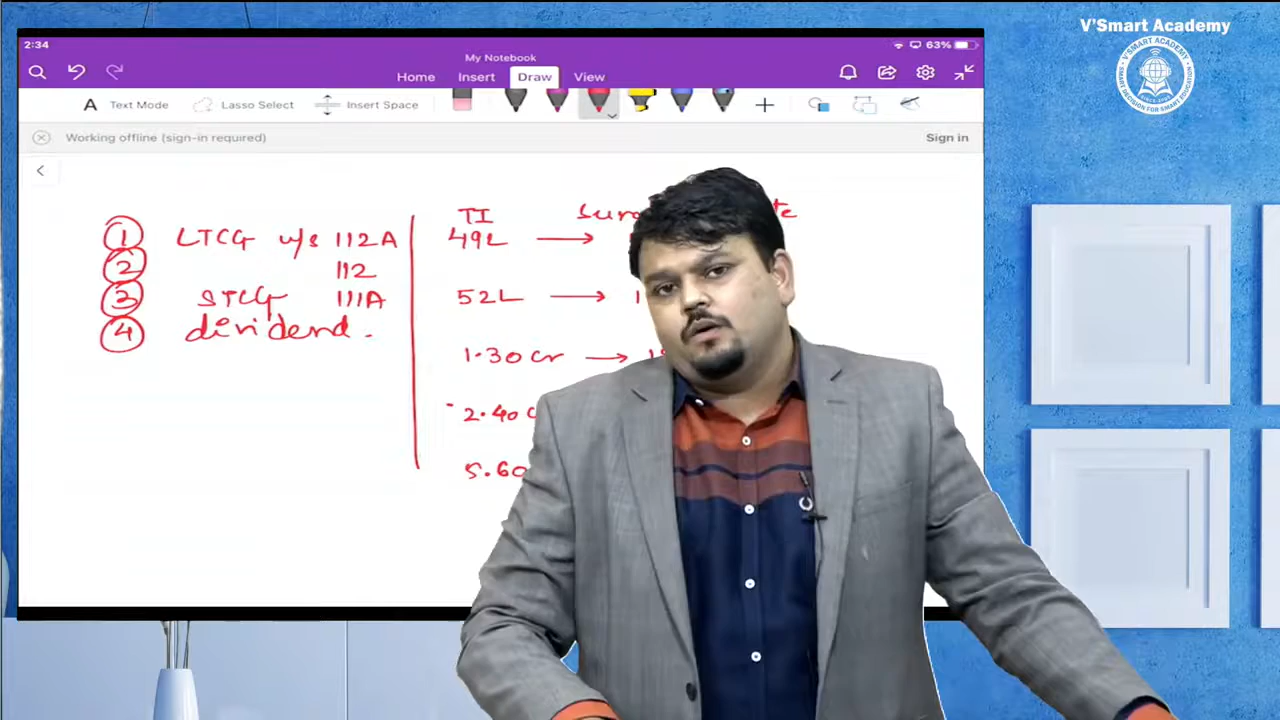 V'Smart Academy
2:34
63%
My Notebook
Home Insert Draw View
A Text Mode Lasso Select Insert Space
Working offline (sign-in required) Sign in
TI
1 LTCG u/s 112A 49L
2 112
3 STCG 111A 52L
4 dividend.
1.30 Cr
2.40
5.60